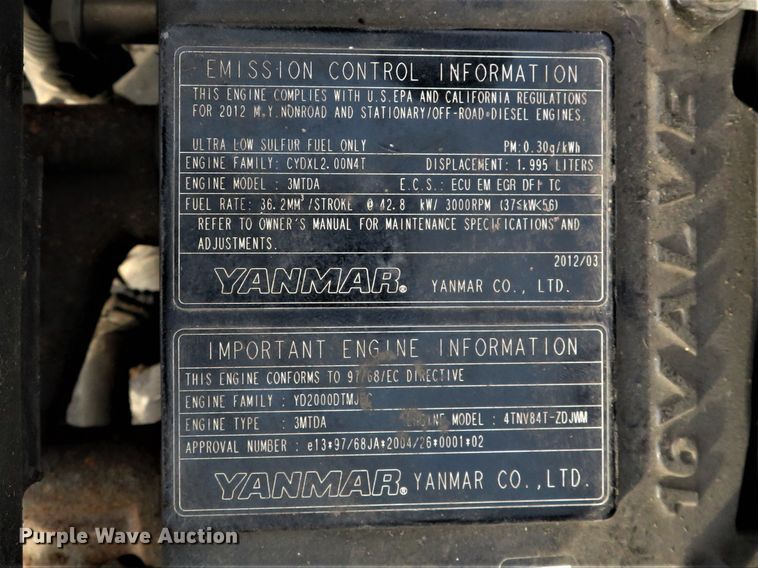 EMISSION CONTROL INFORMATION
THIS ENGINE COMPLIES WITH U.S.EPA AND CALIFORNIA REGULATIONS
FOR 2012 M.Y.NONROAD AND STATIONARY/OFF-ROAD DIESEL ENGINES.
ULTRA LOW SULFUR FUEL ONLY PM:0.30g/kWh
ENGINE FAMILY: CYDXL2.00N4T DISPLACEMENT: 1.995 LITERS
ENGINE MODEL : 3MTDA E.C.S.: ECU EM EGR DFI TC
FUEL RATE: 36.2MM³/STROKE @ 42.8 kW/ 3000RPM (37≤kW<56)
REFER TO OWNER'S MANUAL FOR MAINTENANCE SPECIFICATIONS AND
ADJUSTMENTS.
2012/03
YANMAR® YANMAR CO., LTD.
IMPORTANT ENGINE INFORMATION
THIS ENGINE CONFORMS TO 97/68/EC DIRECTIVE
ENGINE FAMILY : YD2000DTMJ
ENGINE TYPE : 3MTDA ENGINE MODEL : 4TNV84T-ZDJWM
APPROVAL NUMBER : e13*97/68JA*2004/26*0001*02
YANMAR® YANMAR CO.,LTD.
16VALVE
Purple Wave Auction